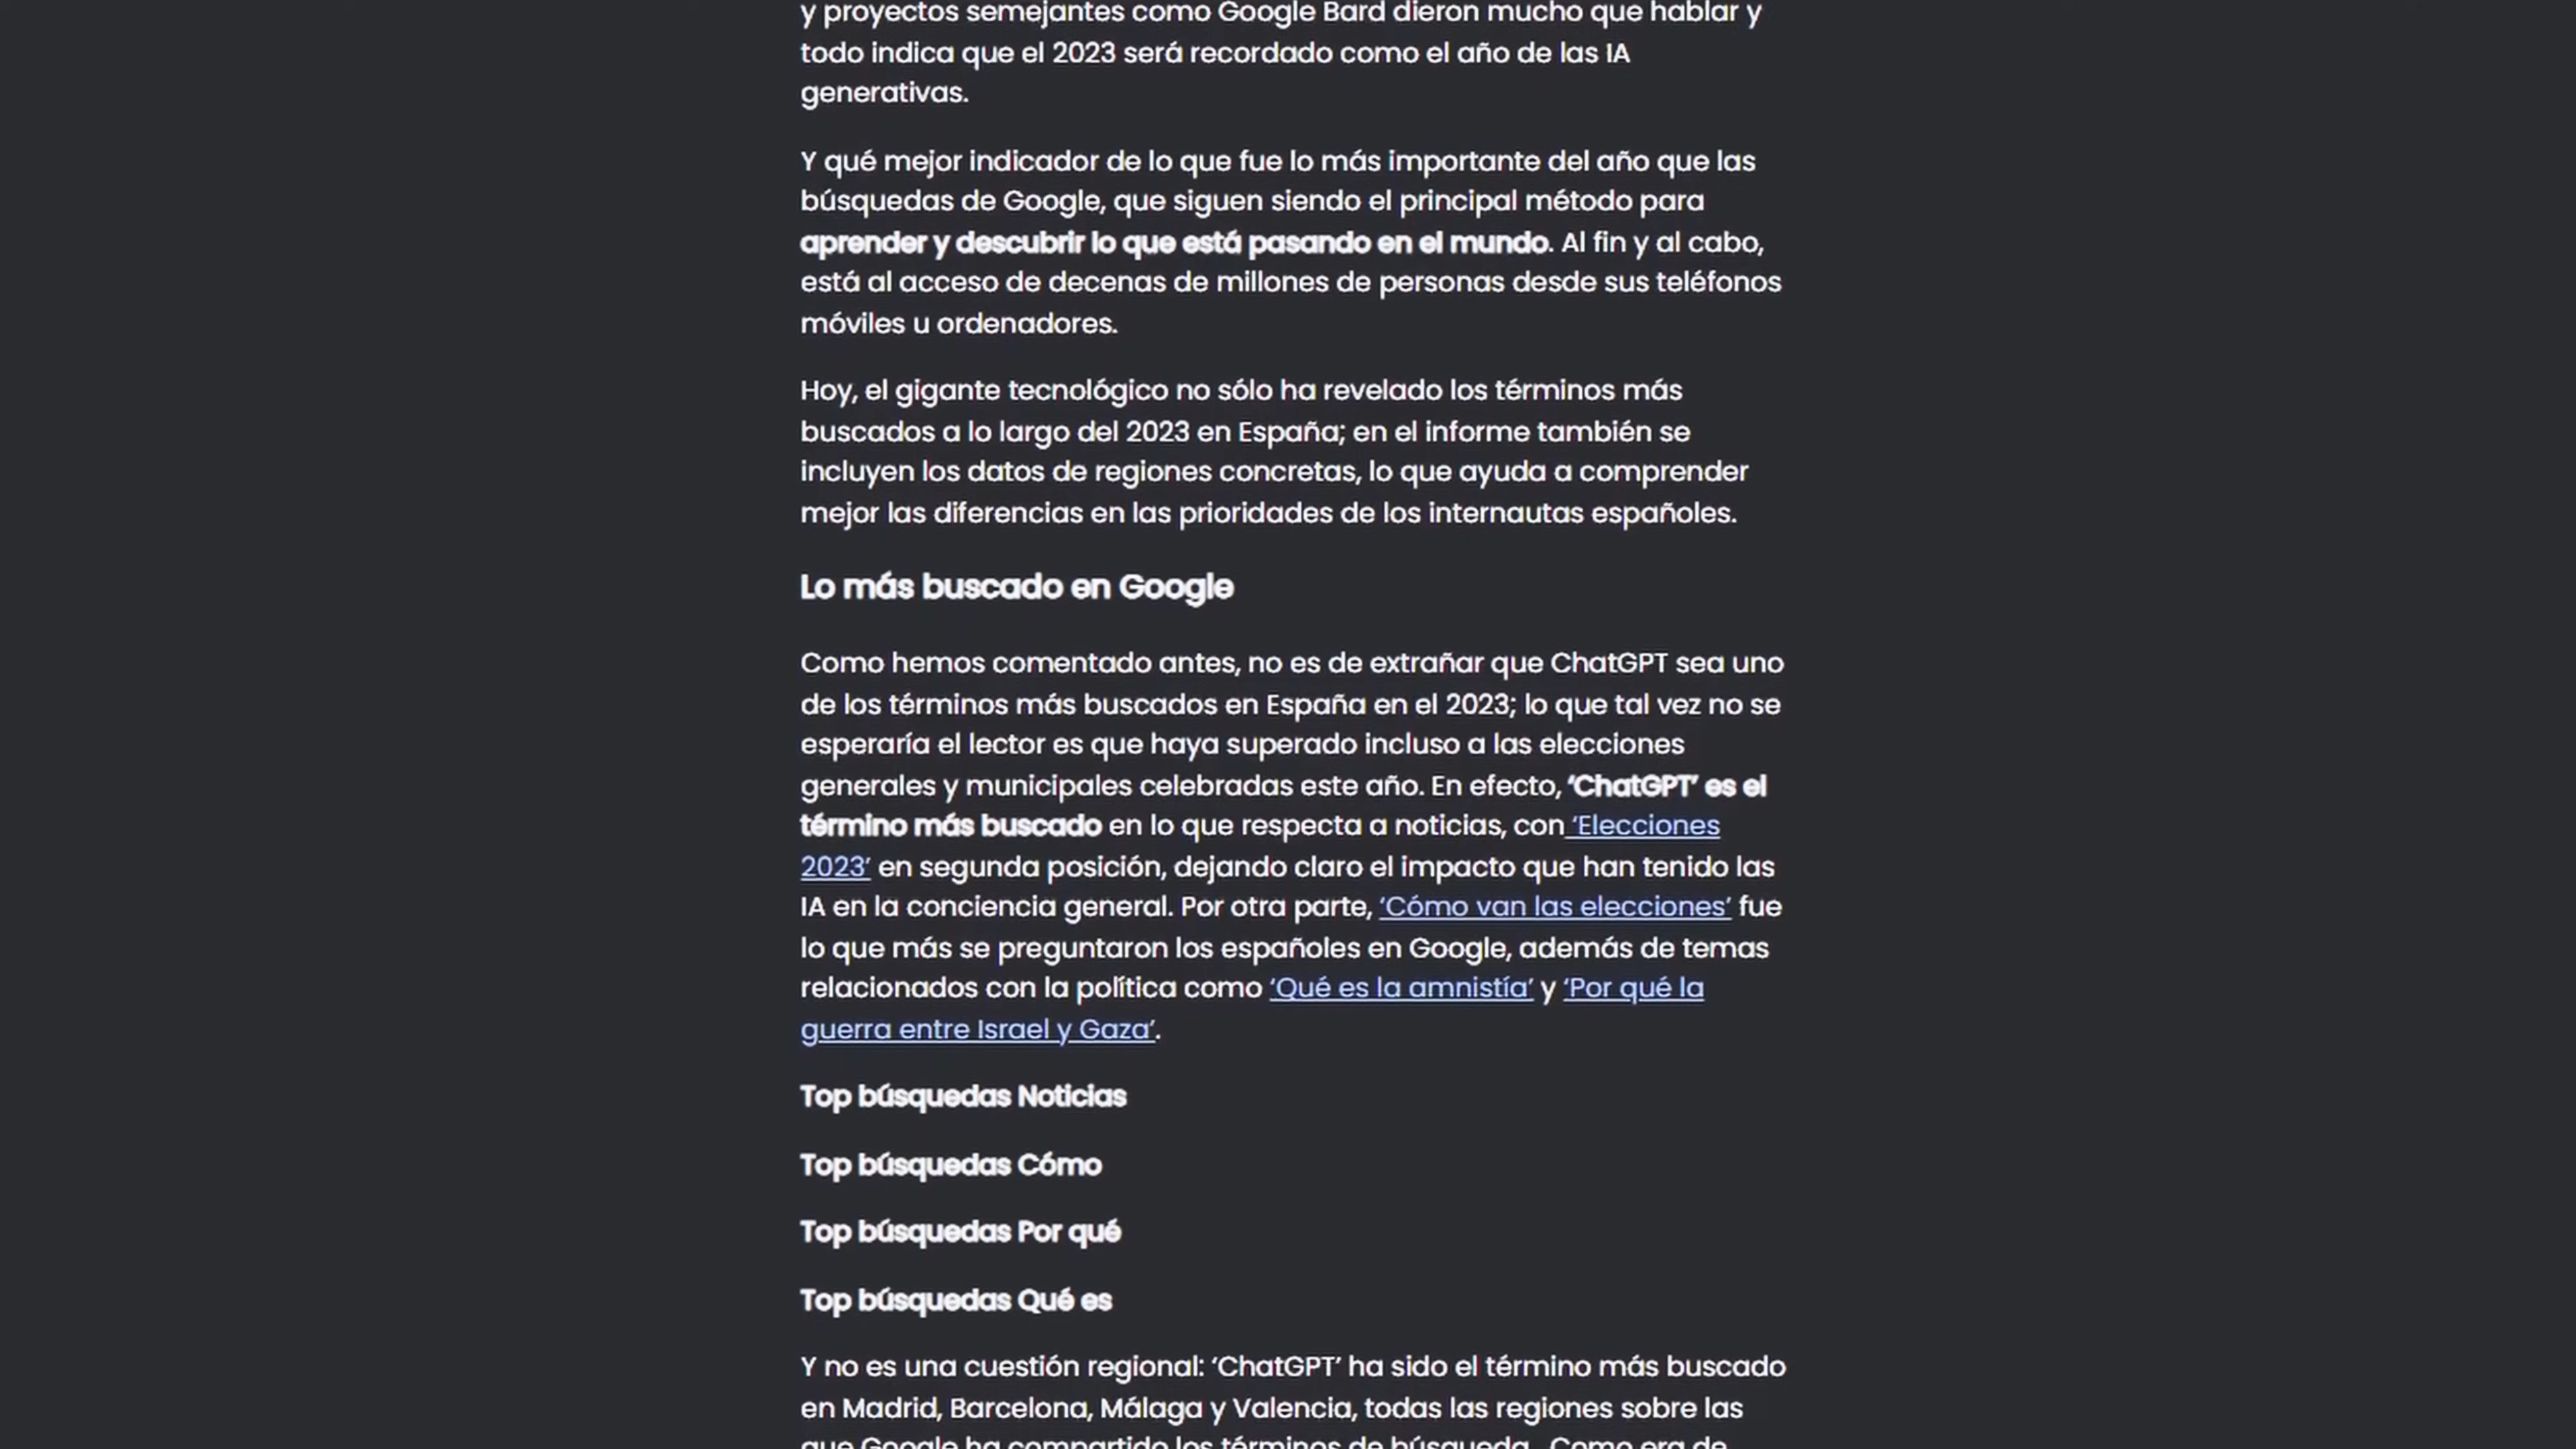 y proyectos semejantes como Google Bard dieron mucho que hablar y
todo indica que el 2023 será recordado como el año de las IA
generativas.
Y qué mejor indicador de lo que fue lo más importante del año que las
búsquedas de Google, que siguen siendo el principal método para
aprender y descubrir lo que está pasando en el mundo. Al fin y al cabo,
está al acceso de decenas de millones de personas desde sus teléfonos
móviles u ordenadores.
Hoy, el gigante tecnológico no sólo ha revelado los términos más
buscados a lo largo del 2023 en España; en el informe también se
incluyen los datos de regiones concretas, lo que ayuda a comprender
mejor las diferencias en las prioridades de los internautas españoles.
Lo más buscado en Google
Como hemos comentado antes, no es de extrañar que ChatGPT sea uno
de los términos más buscados en España en el 2023; lo que tal vez no se
esperaría el lector es que haya superado incluso a las elecciones
generales y municipales celebradas este año. En efecto, ‘ChatGPT’ es el
término más buscado en lo que respecta a noticias, con ‘Elecciones
2023’ en segunda posición, dejando claro el impacto que han tenido las
IA en la conciencia general. Por otra parte, ‘Cómo van las elecciones’ fue
lo que más se preguntaron los españoles en Google, además de temas
relacionados con la política como ‘Qué es la amnistía’ y ‘Por qué la
guerra entre Israel y Gaza’.
Top búsquedas Noticias
Top búsquedas Cómo
Top búsquedas Por qué
Top búsquedas Qué es
Y no es una cuestión regional: ‘ChatGPT’ ha sido el término más buscado
en Madrid, Barcelona, Málaga y Valencia, todas las regiones sobre las
que Google ha compartido los términos de búsqueda. Como era de